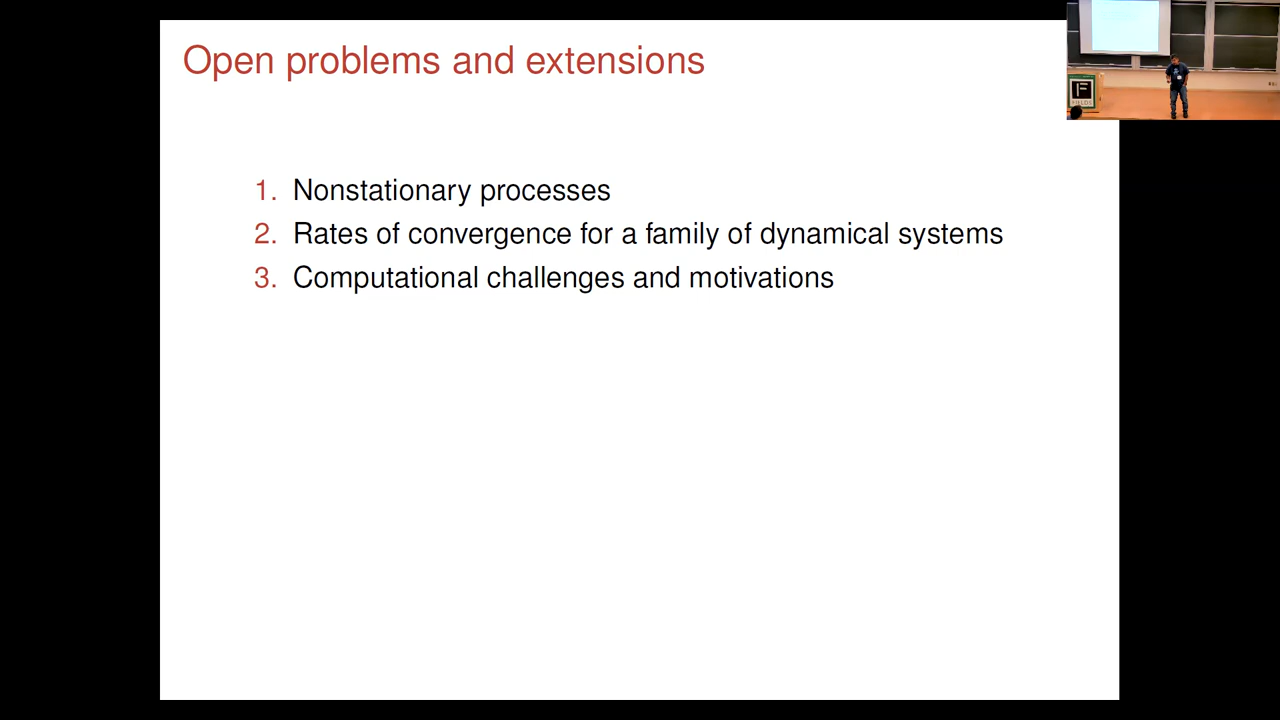 Open problems and extensions
1. Nonstationary processes
2. Rates of convergence for a family of dynamical systems
3. Computational challenges and motivations
FIELDS